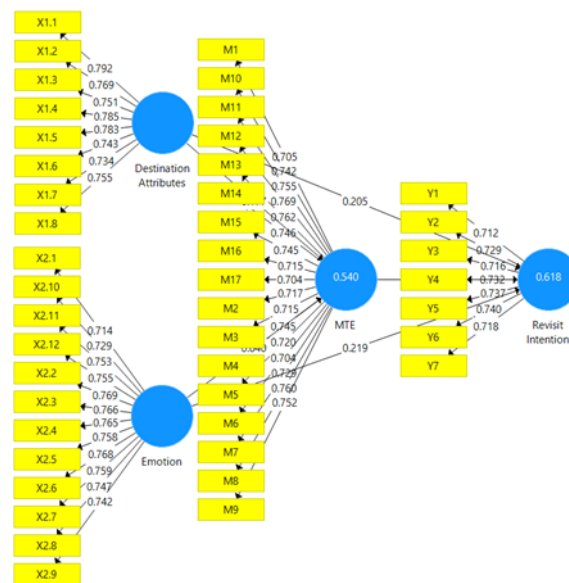 X1.1
X1.2
X1.3
X1.4
X1.5
X1.6
X1.7
X1.8
0.792
0.769
0.751
0.785
0.783
0.743
0.734
0.755
Destination
Attributes
X2.1
X2.10
X2.11
X2.12
X2.2
X2.3
X2.4
X2.5
X2.6
X2.7
X2.8
X2.9
0.714
0.729
0.753
0.755
0.769
0.766
0.765
0.758
0.768
0.759
0.747
0.742
Emotion
M1
M10
M11
M12
M13
M14
M15
M16
M17
M2
M3
M4
M5
M6
M7
M8
M9
0.705
0.742
0.755
0.769
0.762
0.746
0.745
0.715
0.704
0.717
0.715
0.745
0.720
0.704
0.729
0.760
0.752
0.540
MTE
0.205
0.219
Y1
Y2
Y3
Y4
Y5
Y6
Y7
0.712
0.729
0.716
0.732
0.737
0.740
0.718
0.618
Revisit
Intention